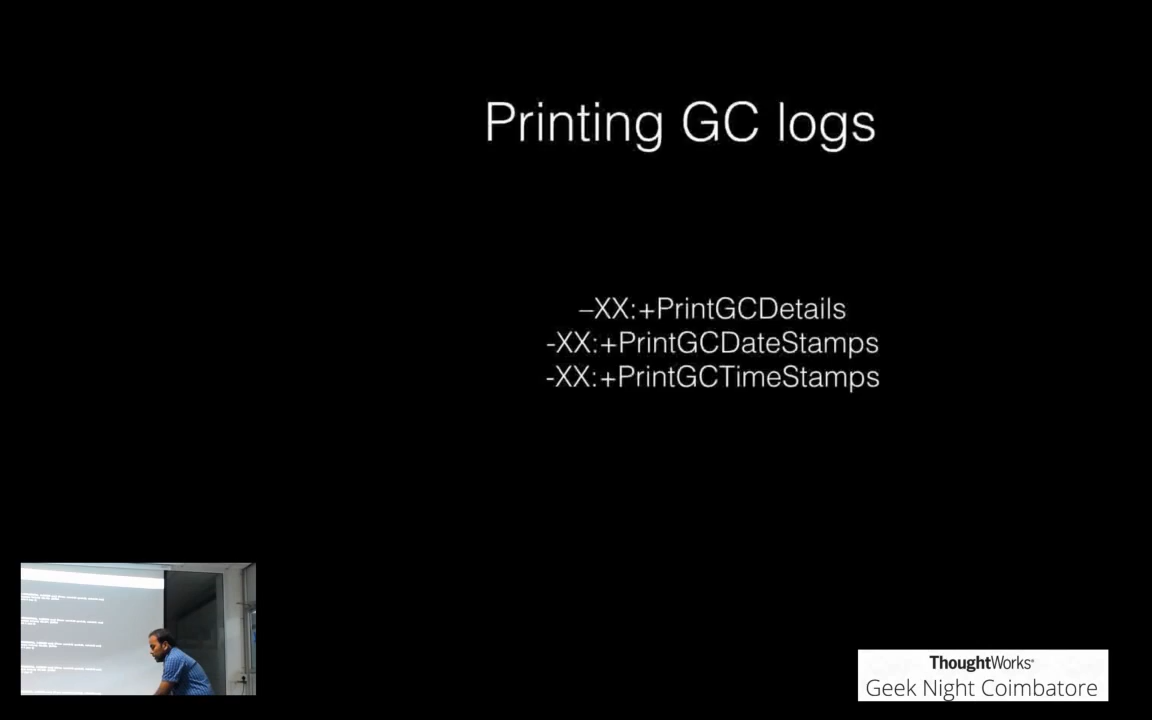 Printing GC logs
–XX:+PrintGCDetails
-XX:+PrintGCDateStamps
-XX:+PrintGCTimeStamps
ThoughtWorks®
Geek Night Coimbatore